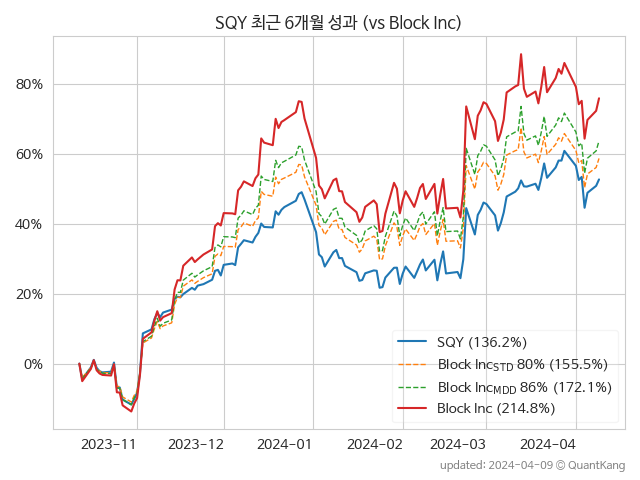 SQY 최근 6개월 성과 (vs Block Inc)
80%
60%
40%
20%
0%
SQY (136.2%)
Block IncSTD 80% (155.5%)
Block IncMDD 86% (172.1%)
Block Inc (214.8%)
2023-11 2023-12 2024-01 2024-02 2024-03 2024-04
updated: 2024-04-09 © QuantKang